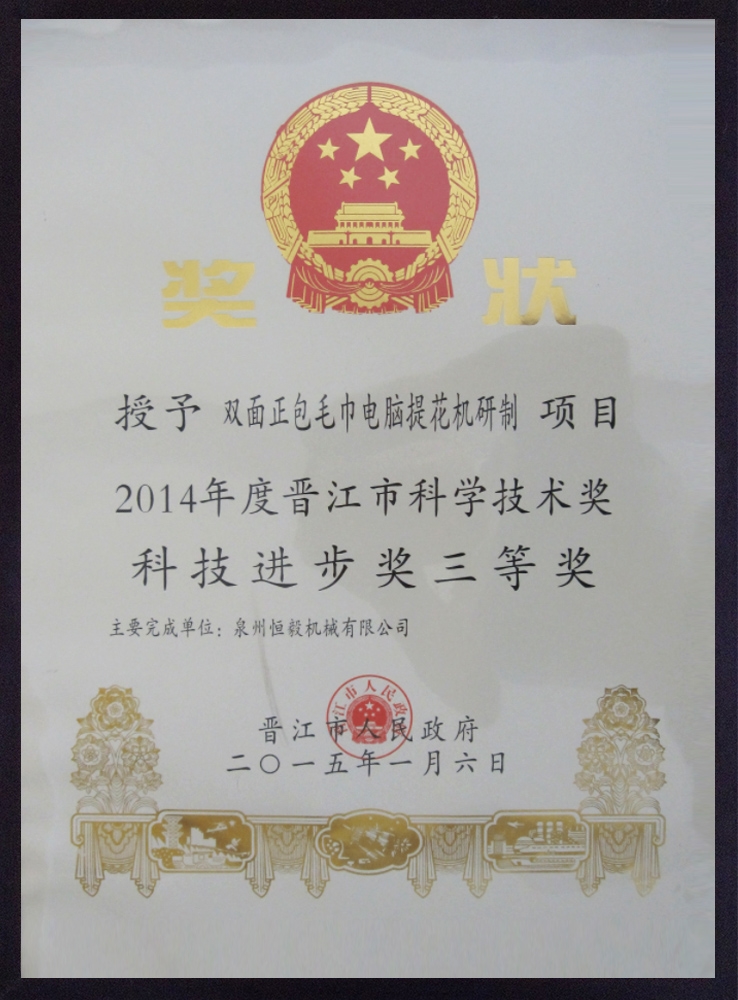 奖状
授予 双面正包毛巾电脑提花机研制 项目
2014年度晋江市科学技术奖
科技进步奖三等奖
主要完成单位：泉州恒毅机械有限公司
晋江市人民政府
二〇一五年一月六日